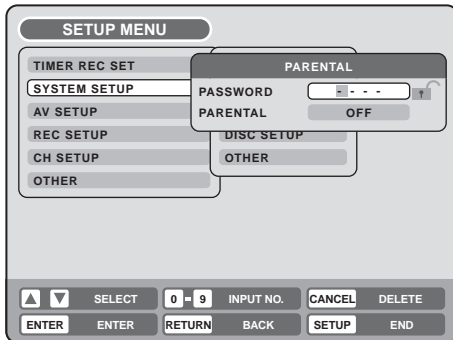 SETUP MENU
TIMER REC SET
SYSTEM SETUP
AV SETUP
REC SETUP
CH SETUP
OTHER
PARENTAL
PASSWORD - - - -
PARENTAL OFF
DISC SETUP
OTHER
▲ ▼ SELECT 0 - 9 INPUT NO. CANCEL DELETE
ENTER ENTER RETURN BACK SETUP END